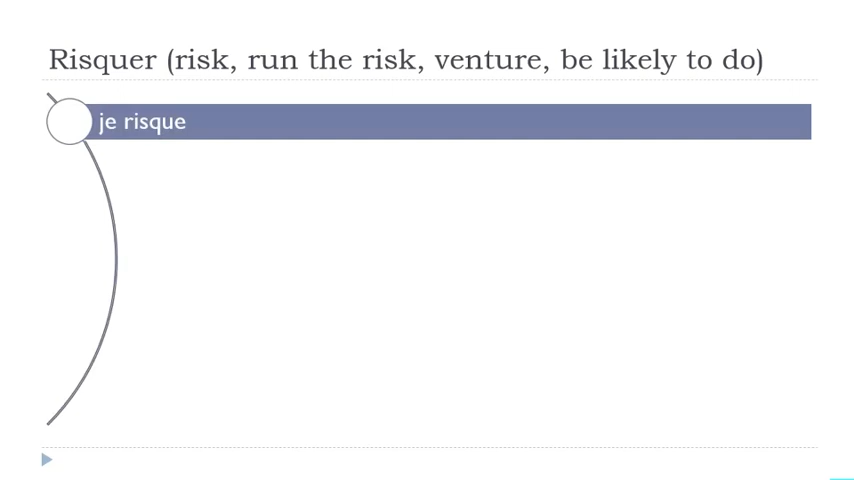 Risquer (risk, run the risk, venture, be likely to do)
je risque